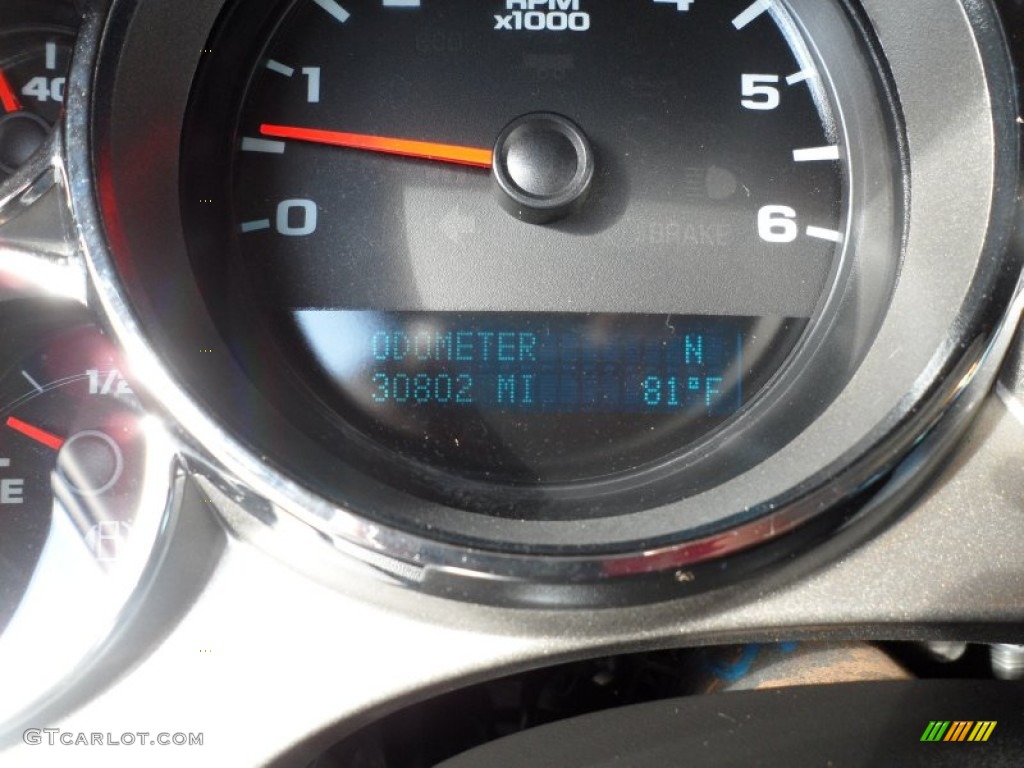 RPM
x1000
4
40
1
5
0
6
BRAKE
ODOMETER N
30802 MI 81°F
1/2
E
GTCARLOT.COM